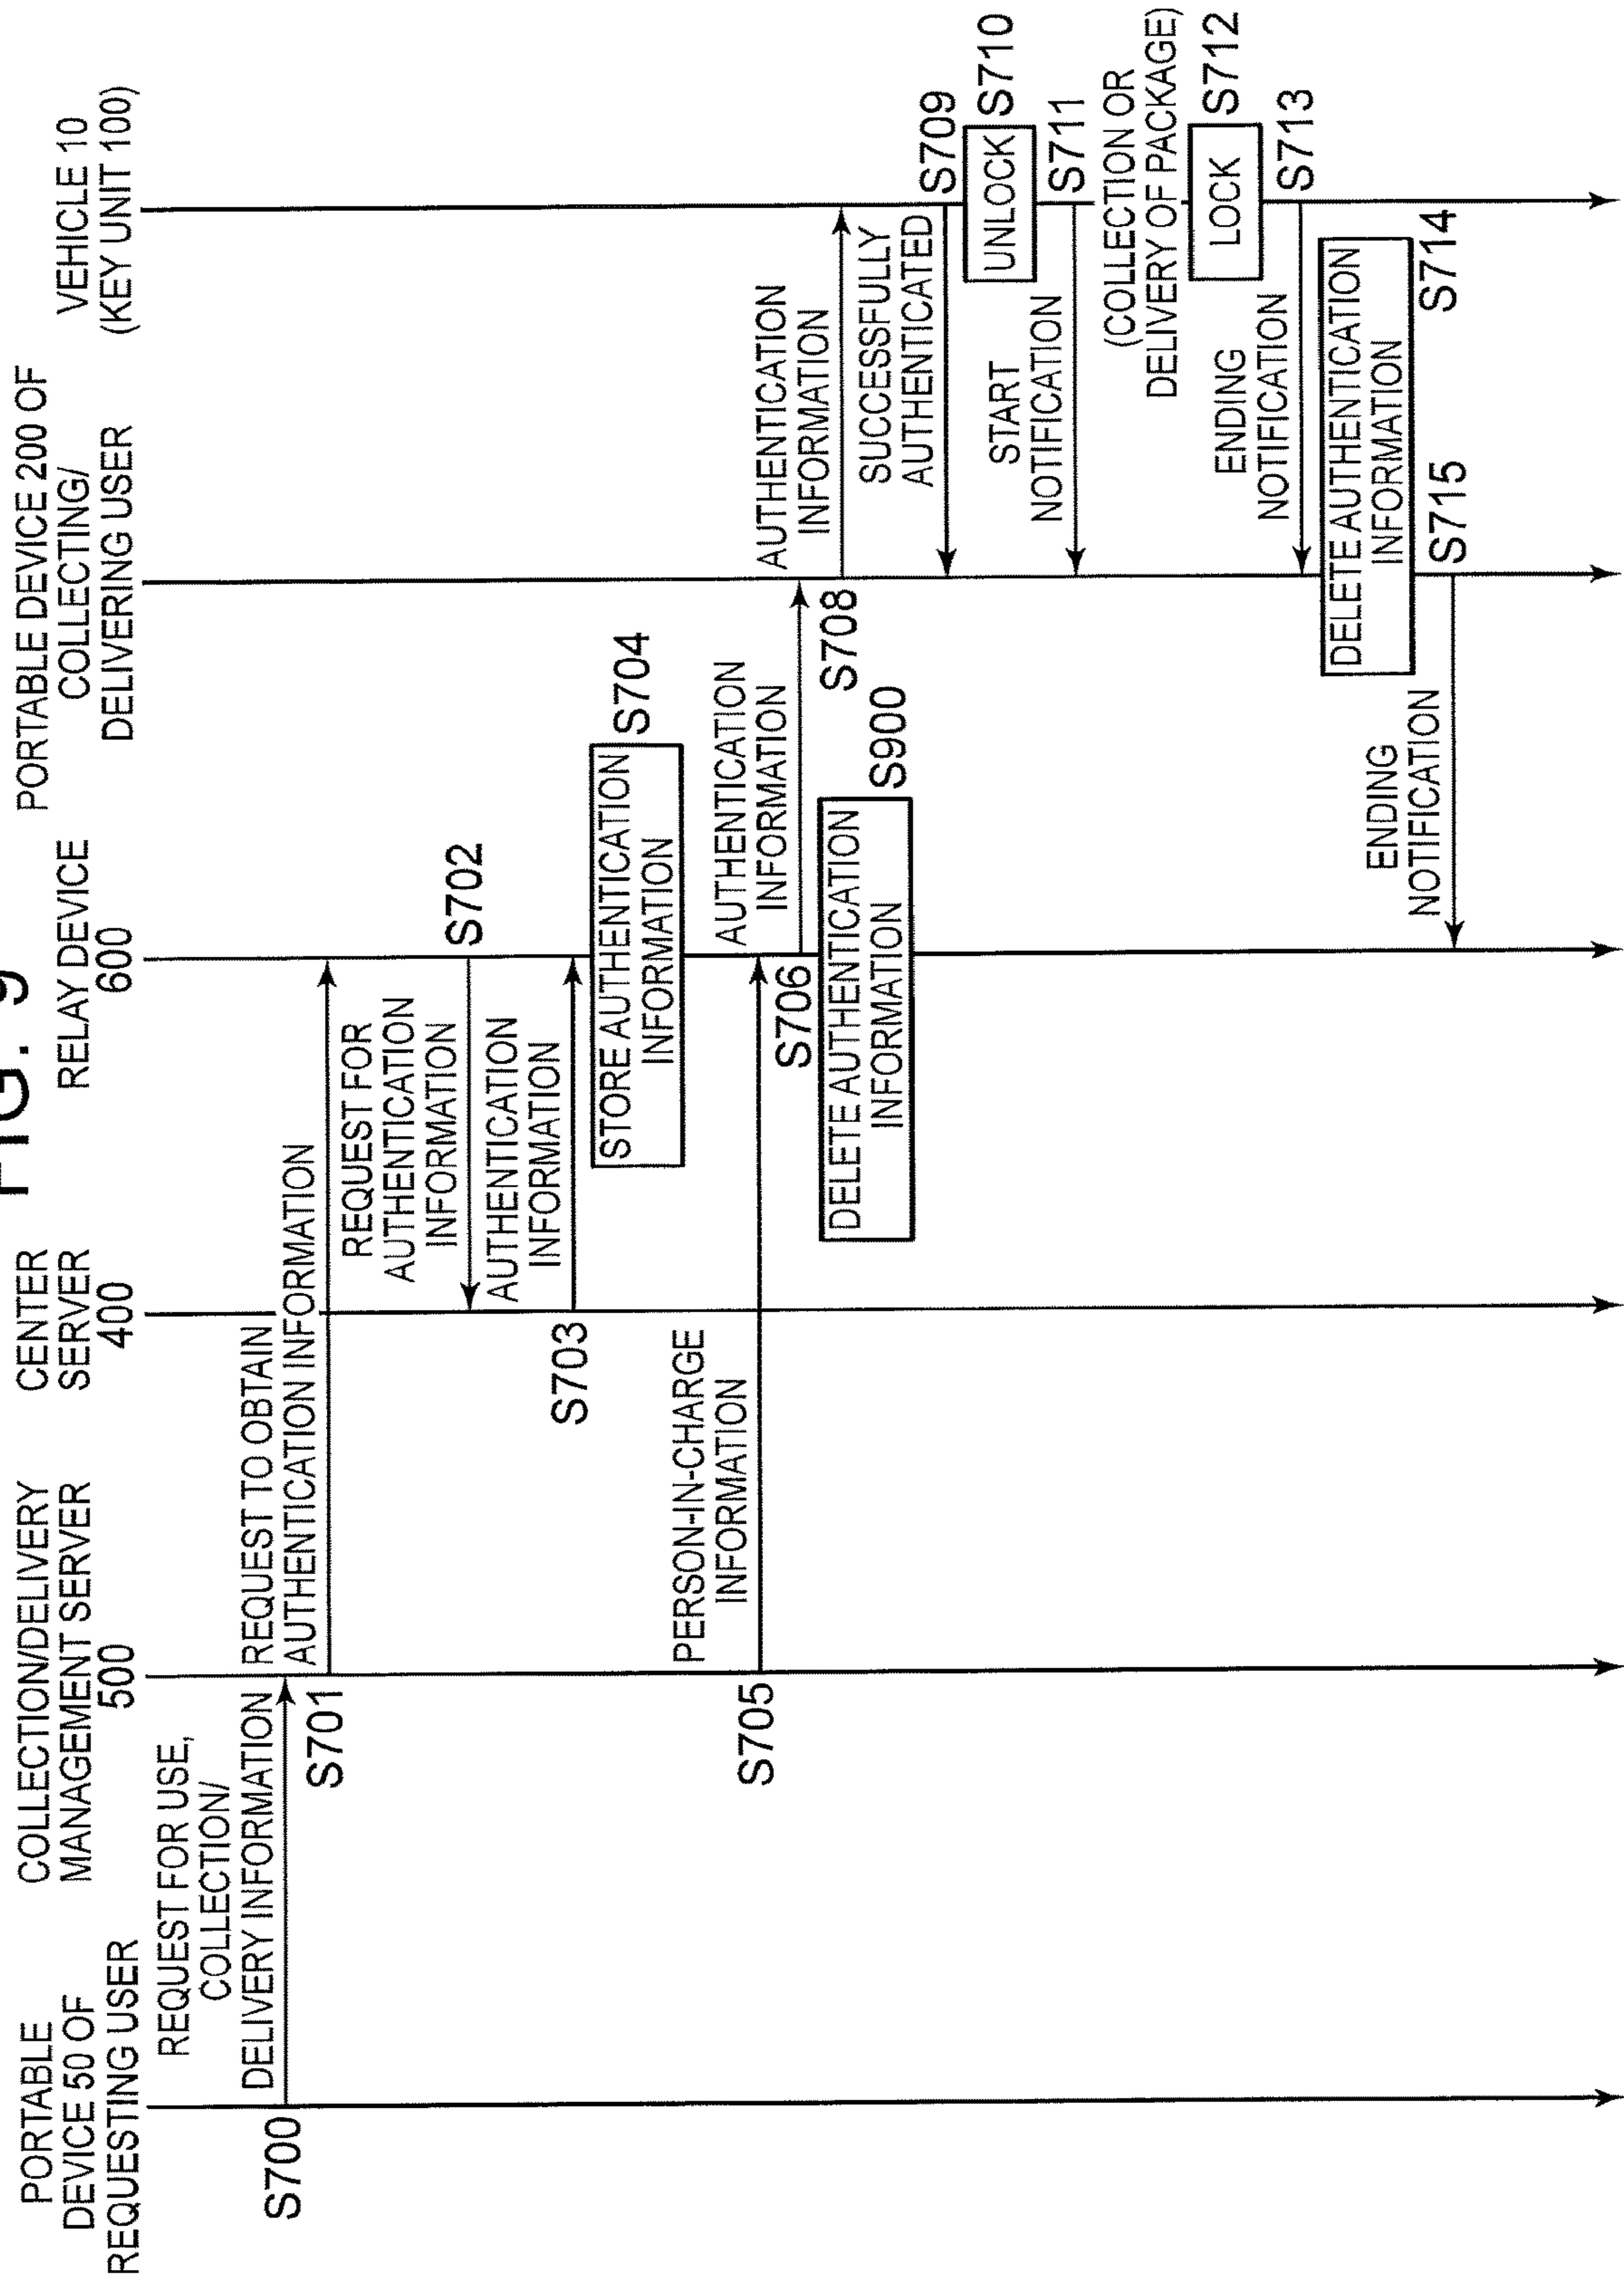 FIG. 9
PORTABLE
DEVICE 50 OF
REQUESTING USER
COLLECTION/DELIVERY
MANAGEMENT SERVER
500
CENTER
SERVER
400
RELAY DEVICE
600
PORTABLE DEVICE 200 OF
COLLECTING/
DELIVERING USER
VEHICLE 10
(KEY UNIT 100)
S700
REQUEST FOR USE,
COLLECTION/
DELIVERY INFORMATION
S701
REQUEST TO OBTAIN
AUTHENTICATION INFORMATION
REQUEST FOR
AUTHENTICATION
INFORMATION
S702
S703
AUTHENTICATION
INFORMATION
STORE AUTHENTICATION
INFORMATION
S704
S705
PERSON-IN-CHARGE
INFORMATION
S706
AUTHENTICATION
INFORMATION
DELETE AUTHENTICATION
INFORMATION
S900
S708
AUTHENTICATION
INFORMATION
SUCCESSFULLY
AUTHENTICATED
S709
UNLOCK
S710
START
NOTIFICATION
S711
(COLLECTION OR
DELIVERY OF PACKAGE)
LOCK
S712
ENDING
NOTIFICATION
S713
DELETE AUTHENTICATION
INFORMATION
S714
ENDING
NOTIFICATION
S715